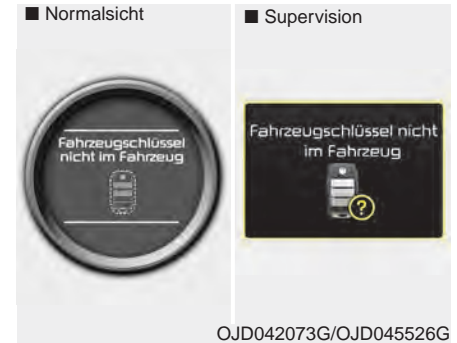 ■ Normalsicht
Fahrzeugschlüssel
nicht im Fahrzeug
■ Supervision
Fahrzeugschlüssel nicht
im Fahrzeug
?
OJD042073G/OJD045526G